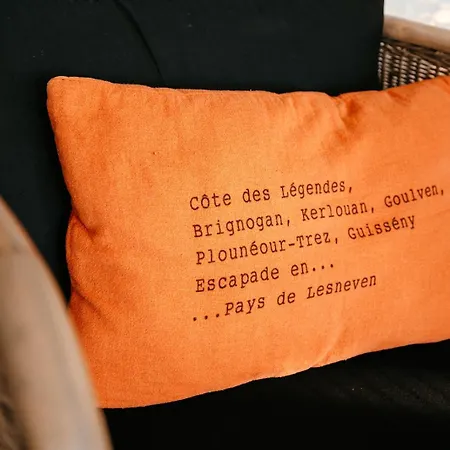 Côte des Légendes,
Brignogan, Kerlouan, Goulven,
Plounéour-Trez, Guissény
Escapade en...
...Pays de Lesneven